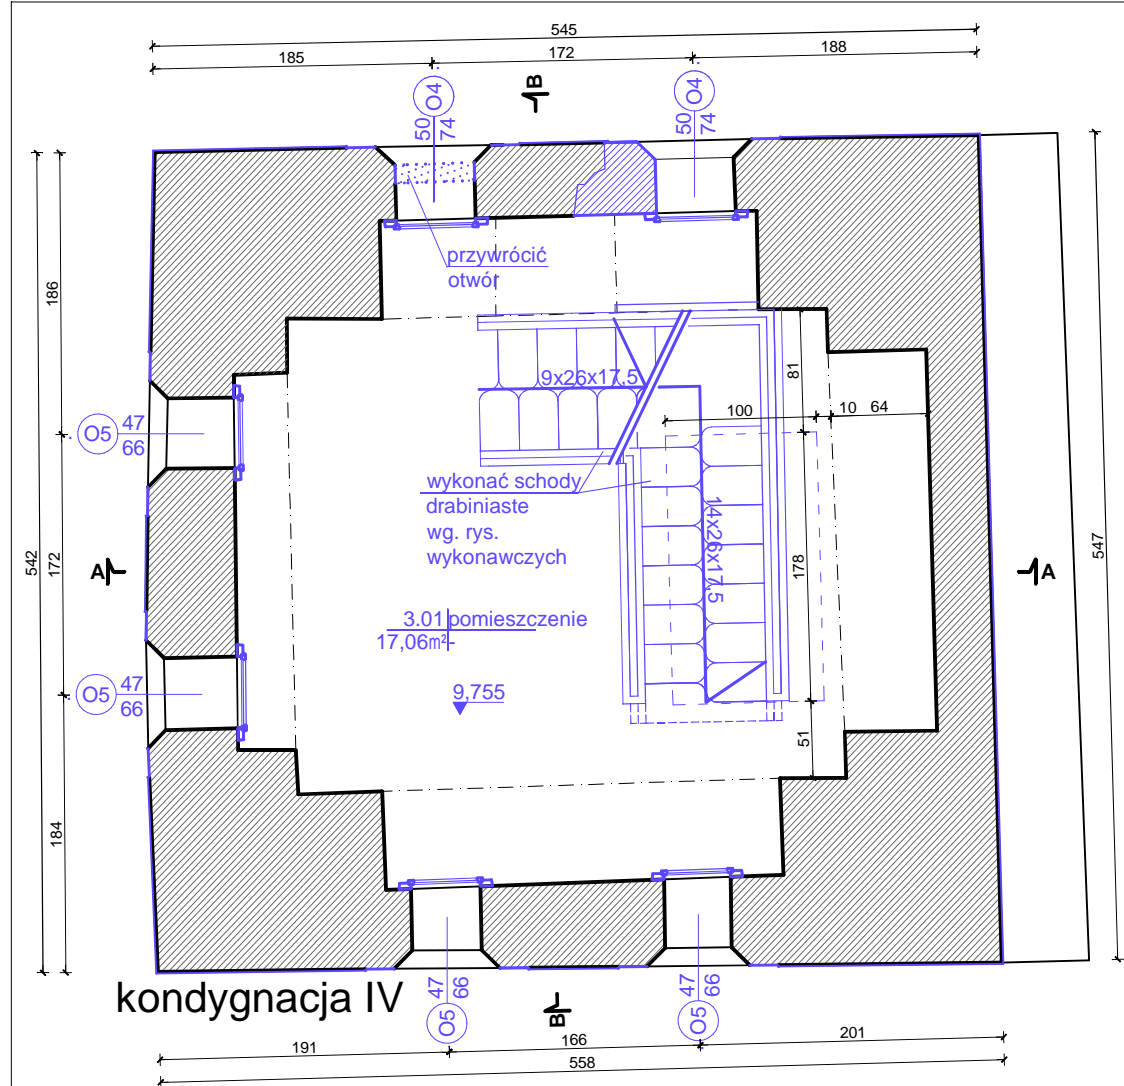 545
185
172
188
B
O4
50
74
O4
50
74
przywrócić
otwór
186
81
9x26x17,5
100
10
64
O5
47
66
wykonać schody
drabiniaste
wg. rys.
wykonawczych
14x26x17,5
178
542
172
547
A
A
3.01 pomieszczenie
17,06m²-
O5
47
66
9,755
51
184
kondygnacja IV
47
66
O5
B
47
66
O5
191
166
201
558